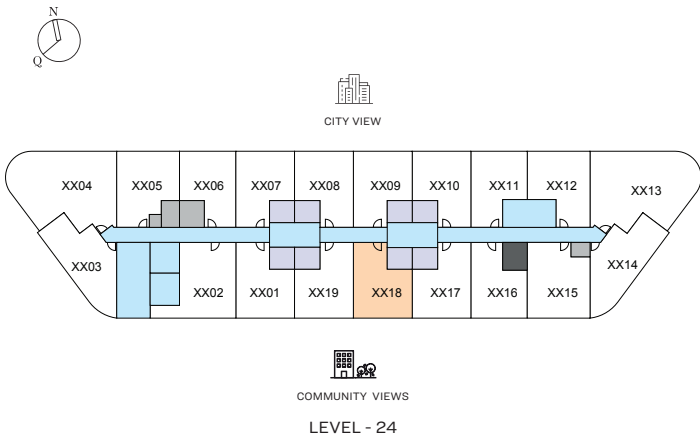 N
Q
CITY VIEW
XX04 XX05 XX06 XX07 XX08 XX09 XX10 XX11 XX12 XX13
XX03 XX14
XX02 XX01 XX19 XX18 XX17 XX16 XX15
COMMUNITY VIEWS
LEVEL - 24